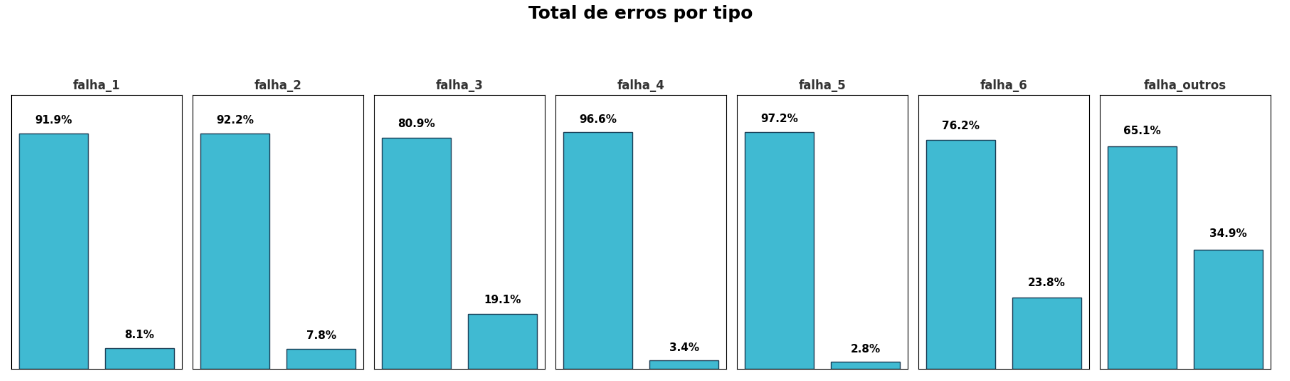 Total de erros por tipo
falha_1 falha_2 falha_3 falha_4 falha_5 falha_6 falha_outros
91.9% 92.2% 80.9% 96.6% 97.2% 76.2% 65.1%
8.1% 7.8% 19.1% 3.4% 2.8% 23.8% 34.9%